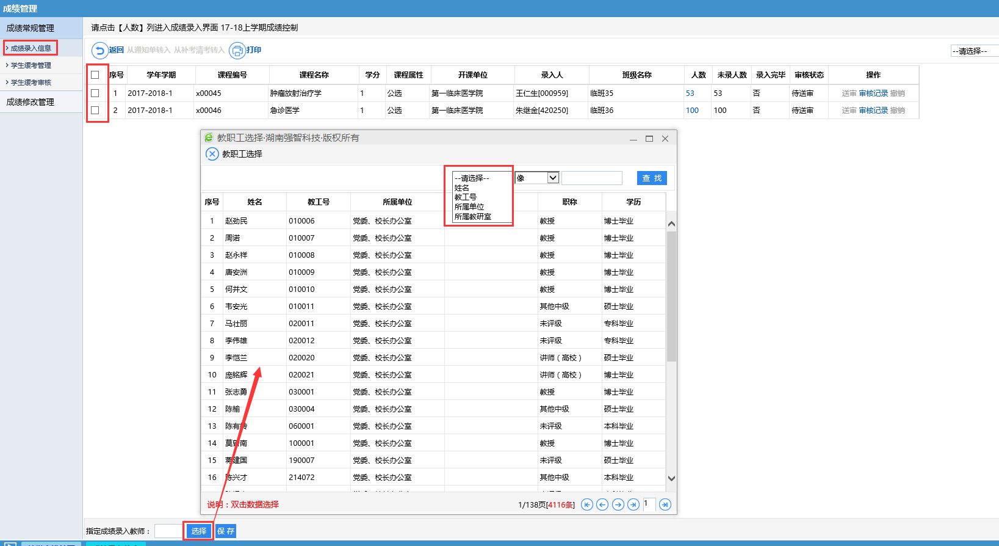 成绩管理
成绩常规管理
成绩录入信息
学生缓考管理
学生缓考审核
成绩修改管理
请点击【人数】列进入成绩录入界面 17-18上学期成绩控制
返回 从通知单转入 从补考清考转入 打印
--请选择--
序号 学年学期 课程编号 课程名称 学分 课程属性 开课单位 录入人 班级名称 人数 未录人数 录入完毕 审核状态 操作
1 2017-2018-1 x00045 肿瘤放射治疗学 1 公选 第一临床医学院 王仁生[000959] 临班35 53 53 否 待送审 送审 审核记录 撤销
2 2017-2018-1 x00046 急诊医学 1 公选 第一临床医学院 朱继金[420250] 临班36 100 100 否 待送审 送审 审核记录 撤销
教职工选择·湖南强智科技·版权所有
教职工选择
--请选择-- 像 查 找
姓名
教工号
所属单位
所属教研室
序号 姓名 教工号 所属单位 职称 学历
1 赵劲民 010006 党委、校长办公室 教授 博士毕业
2 周诺 010007 党委、校长办公室 教授 博士毕业
3 赵永祥 010008 党委、校长办公室 教授 博士毕业
4 唐安洲 010009 党委、校长办公室 教授 博士毕业
5 何并文 010010 党委、校长办公室 教授 博士毕业
6 韦安光 010011 党委、校长办公室 其他中级 硕士毕业
7 马壮丽 020011 党委、校长办公室 未评级 专科毕业
8 李伟雄 020012 党委、校长办公室 未评级 专科毕业
9 李恺兰 020020 党委、校长办公室 讲师（高校） 硕士毕业
10 庞铭辉 020021 党委、校长办公室 讲师（高校） 博士毕业
11 张志勇 030001 党委、校长办公室 教授 博士毕业
12 陈榆 030004 党委、校长办公室 其他中级 硕士毕业
13 陈有 060001 党委、校长办公室 未评级 本科毕业
14 莫曾南 100001 党委、校长办公室 教授 博士毕业
15 蒋建国 190007 党委、校长办公室 未评级 硕士毕业
16 陈兴才 214072 党委、校长办公室 其他中级 本科毕业
说明：双击数据选择 1/138页[4116条] 1
指定成绩录入教师： 选择 保 存